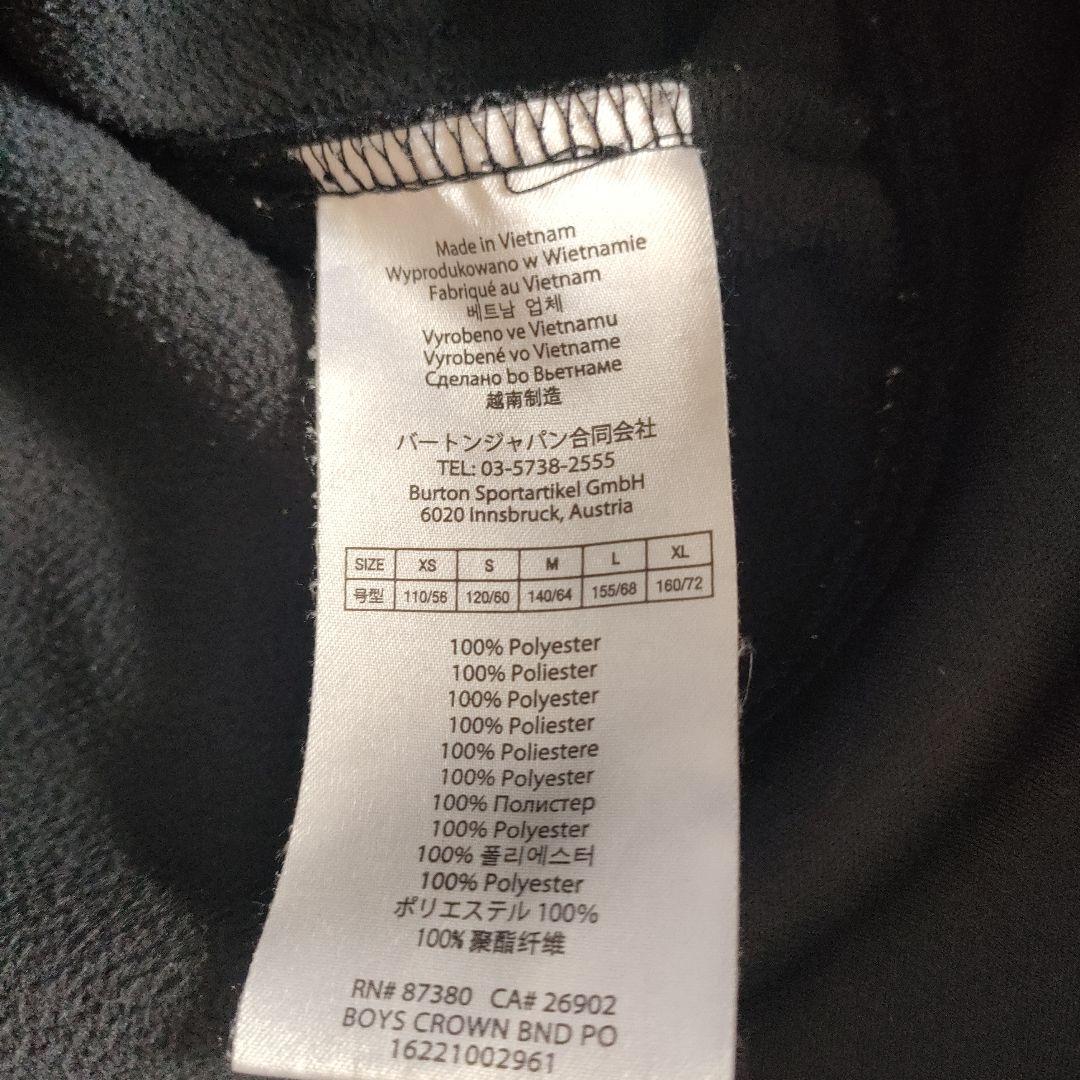 Made in Vietnam
Wyprodukowano w Wietnamie
Fabriqué au Vietnam
베트남 업체
Vyrobeno ve Vietnamu
Vyrobené vo Vietname
Сделано bo Вьетнаме
越南制造
バートンジャパン合同会社
TEL: 03-5738-2555
Burton Sportartikel GmbH
6020 Innsbruck, Austria
SIZE XS S M L XL
号型 110/56 120/60 140/64 155/68 160/72
100% Polyester
100% Poliester
100% Polyester
100% Poliester
100% Poliestere
100% Polyester
100% Полистер
100% Polyester
100% 폴리에스터
100% Polyester
ポリエステル 100%
100% 聚酯纤维
RN# 87380 CA# 26902
BOYS CROWN BND PO
16221002961